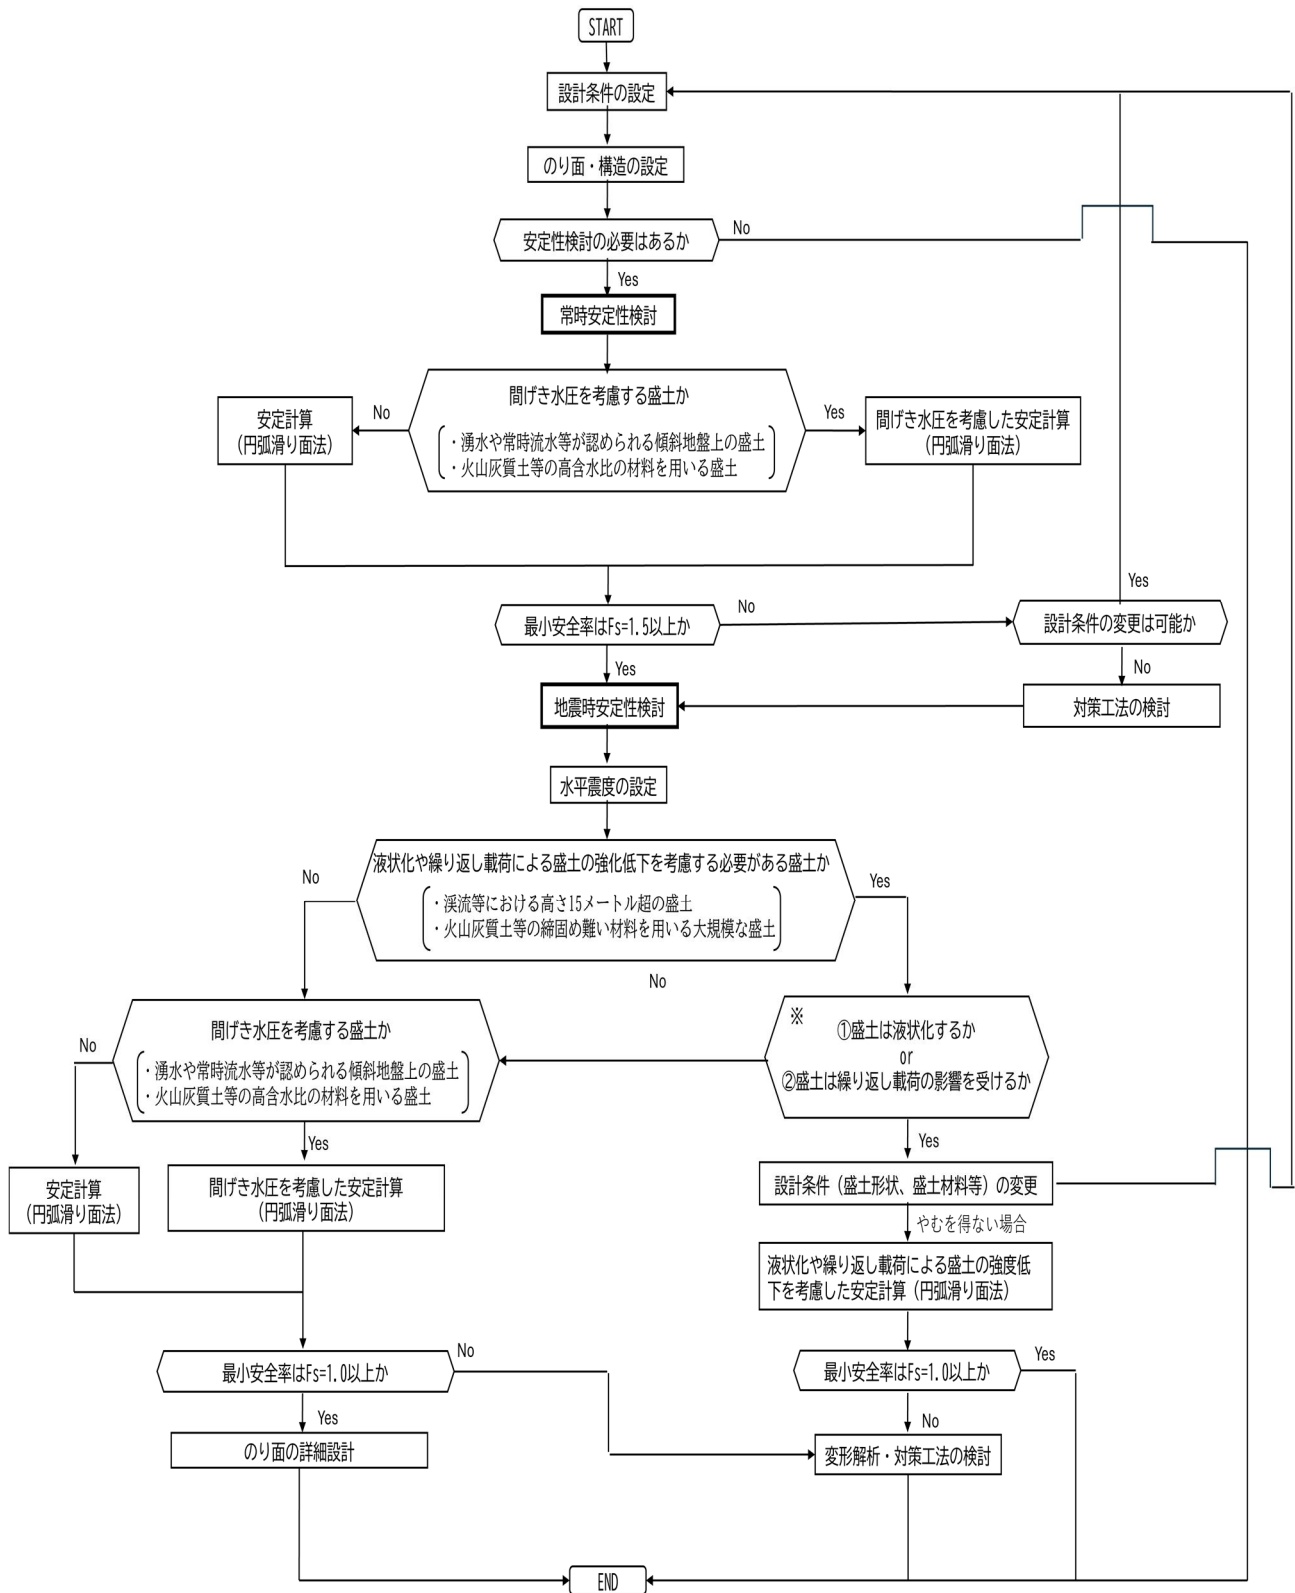 START
設計条件の設定
のり面・構造の設定
安定性検討の必要はあるか
No
Yes
常時安定性検討
間げき水圧を考慮する盛土か
・湧水や常時流水等が認められる傾斜地盤上の盛土
・火山灰質土等の高含水比の材料を用いる盛土
No
安定計算
(円弧滑り面法)
Yes
間げき水圧を考慮した安定計算
(円弧滑り面法)
最小安全率はFs=1.5以上か
No
設計条件の変更は可能か
Yes
Yes
No
地震時安定性検討
対策工法の検討
水平震度の設定
液状化や繰り返し載荷による盛土の強化低下を考慮する必要がある盛土か
・渓流等における高さ15メートル超の盛土
・火山灰質土等の締固め難い材料を用いる大規模な盛土
No
Yes
No
間げき水圧を考慮する盛土か
・湧水や常時流水等が認められる傾斜地盤上の盛土
・火山灰質土等の高含水比の材料を用いる盛土
※
①盛土は液状化するか
or
②盛土は繰り返し載荷の影響を受けるか
No
Yes
Yes
安定計算
(円弧滑り面法)
間げき水圧を考慮した安定計算
(円弧滑り面法)
設計条件（盛土形状、盛土材料等）の変更
やむを得ない場合
液状化や繰り返し載荷による盛土の強度低
下を考慮した安定計算（円弧滑り面法）
最小安全率はFs=1.0以上か
No
最小安全率はFs=1.0以上か
Yes
Yes
No
のり面の詳細設計
変形解析・対策工法の検討
END